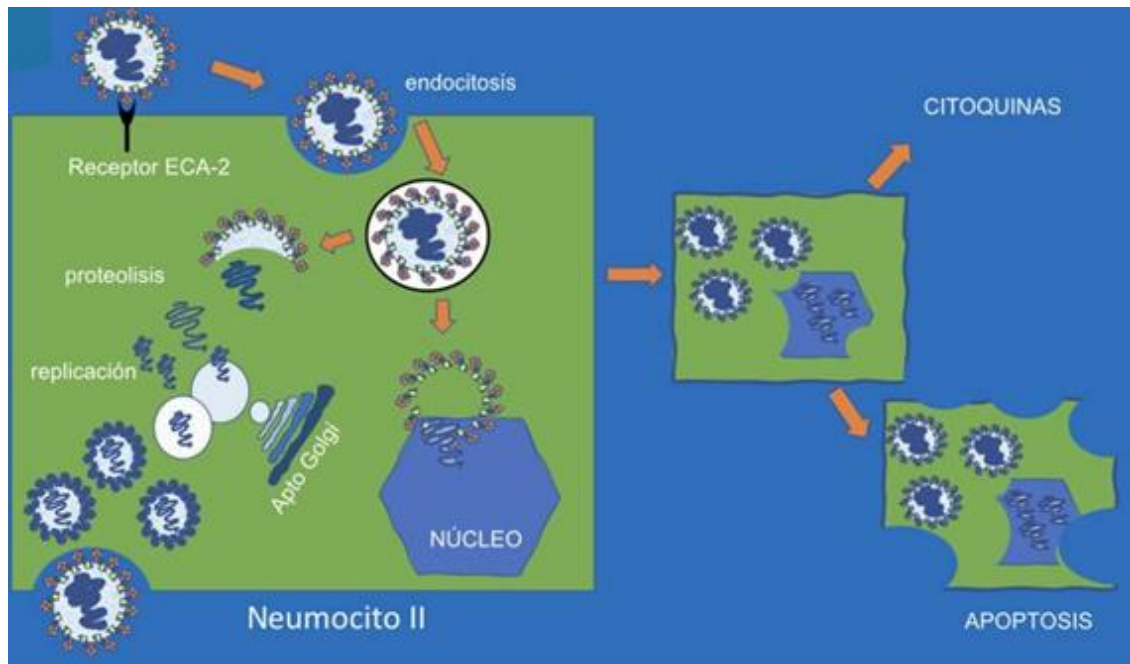 endocitosis
CITOQUINAS
Receptor ECA-2
proteolisis
replicación
Apto Golgi
NÚCLEO
Neumocito II
APOPTOSIS